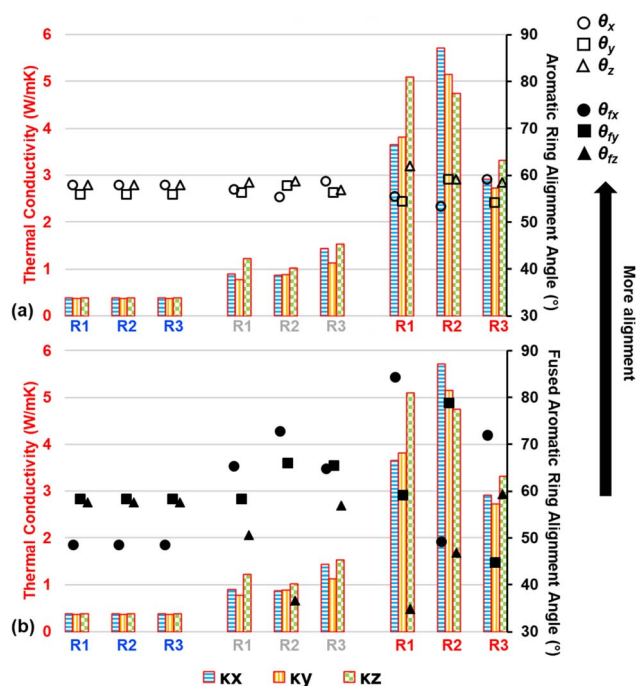 Thermal Conductivity (W/mK)
6
5
4
3
2
1
0
(a)
R1 R2 R3 R1 R2 R3 R1 R2 R3
90
80
70
60
50
40
30
Aromatic Ring Alignment Angle (°)
θx
θy
θz
θfx
θfy
θfz
More alignment
Thermal Conductivity (W/mK)
6
5
4
3
2
1
0
(b)
R1 R2 R3 R1 R2 R3 R1 R2 R3
90
80
70
60
50
40
30
Fused Aromatic Ring Alignment Angle (°)
κx κy κz